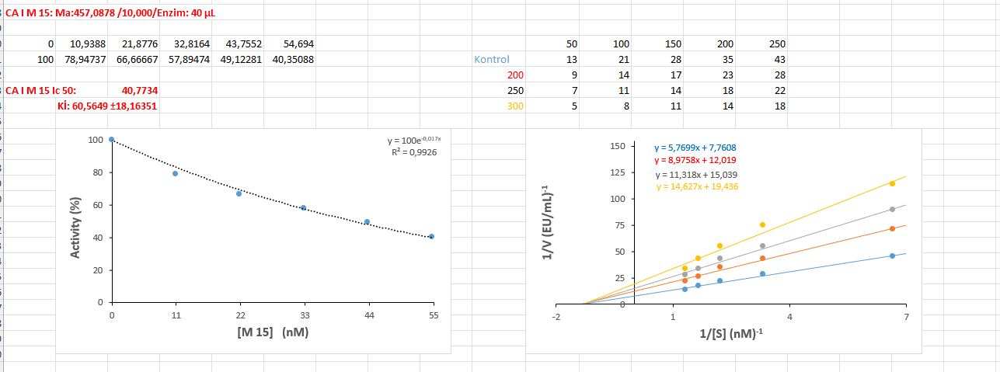 CA I M 15: Ma:457,0878 /10,000/Enzim: 40 µL
0 10,9388 21,8776 32,8164 43,7552 54,694
100 78,94737 66,66667 57,89474 49,12281 40,35088
CA I M 15 Ic 50: 40,7734
Kİ: 60,5649 ±18,16351
50 100 150 200 250
Kontrol 13 21 28 35 43
200 9 14 17 23 28
250 7 11 14 18 22
300 5 8 11 14 18
y = 100e-0,017x
R² = 0,9926
Activity (%)
100
80
60
40
20
0
0 11 22 33 44 55
[M 15] (nM)
y = 5,7699x + 7,7608
y = 8,9758x + 12,019
y = 11,318x + 15,039
y = 14,627x + 19,436
1/V (EU/mL)-1
150
125
100
75
50
25
0
-2 1 4 7
1/[S] (nM)-1